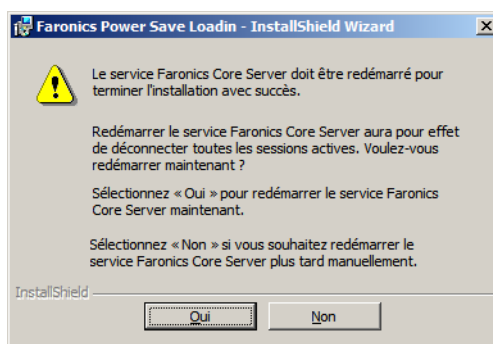 Faronics Power Save Loadin - InstallShield Wizard
Le service Faronics Core Server doit être redémarré pour
terminer l'installation avec succès.
Redémarrer le service Faronics Core Server aura pour effet
de déconnecter toutes les sessions actives. Voulez-vous
redémarrer maintenant ?
Sélectionnez « Oui » pour redémarrer le service Faronics
Core Server maintenant.
Sélectionnez « Non » si vous souhaitez redémarrer le
service Faronics Core Server plus tard manuellement.
InstallShield
Oui
Non